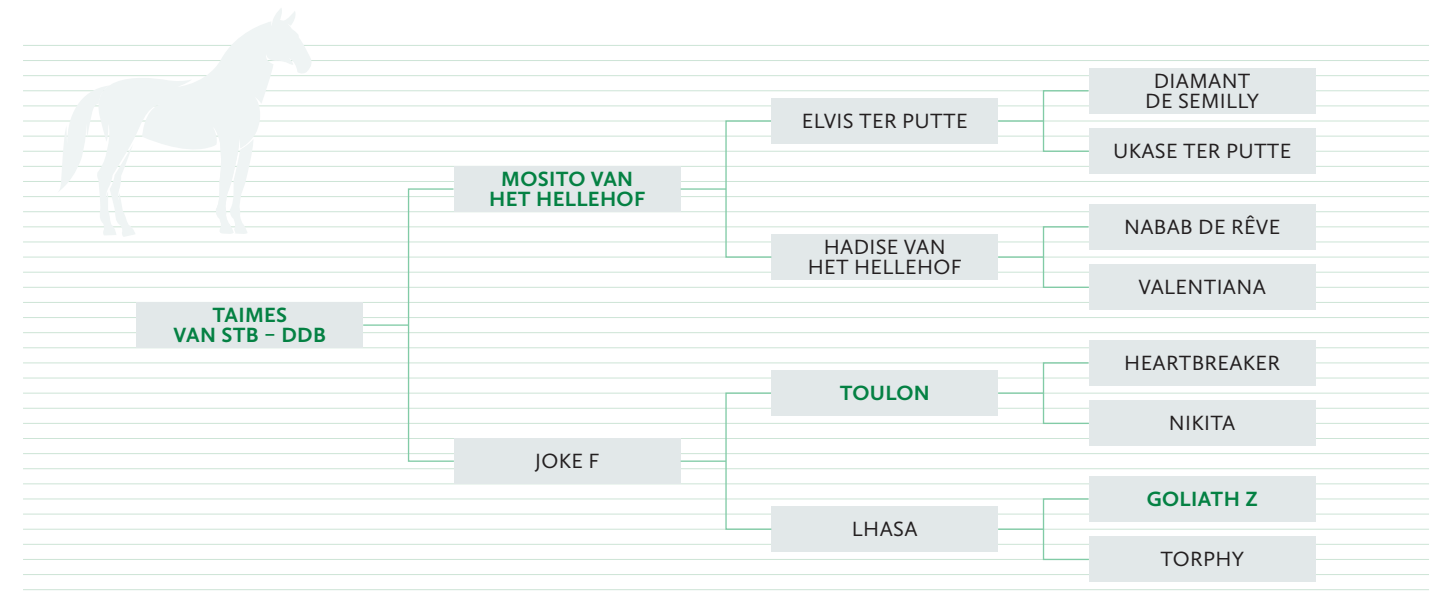 TAIMES
VAN STB – DDB
MOSITO VAN
HET HELLEHOF
JOKE F
ELVIS TER PUTTE
HADISE VAN
HET HELLEHOF
TOULON
LHASA
DIAMANT
DE SEMILLY
UKASE TER PUTTE
NABAB DE RÊVE
VALENTIANA
HEARTBREAKER
NIKITA
GOLIATH Z
TORPHY